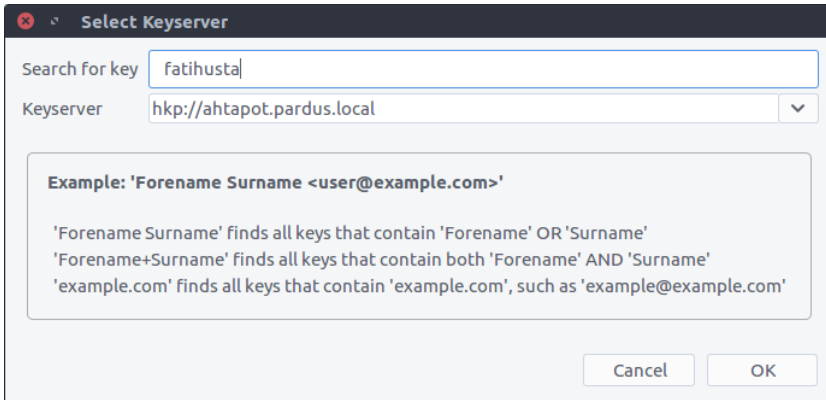 Select Keyserver
Search for key fatihusta
Keyserver hkp://ahtapot.pardus.local
Example: 'Forename Surname <user@example.com>'
'Forename Surname' finds all keys that contain 'Forename' OR 'Surname'
'Forename+Surname' finds all keys that contain both 'Forename' AND 'Surname'
'example.com' finds all keys that contain 'example.com', such as 'example@example.com'
Cancel OK